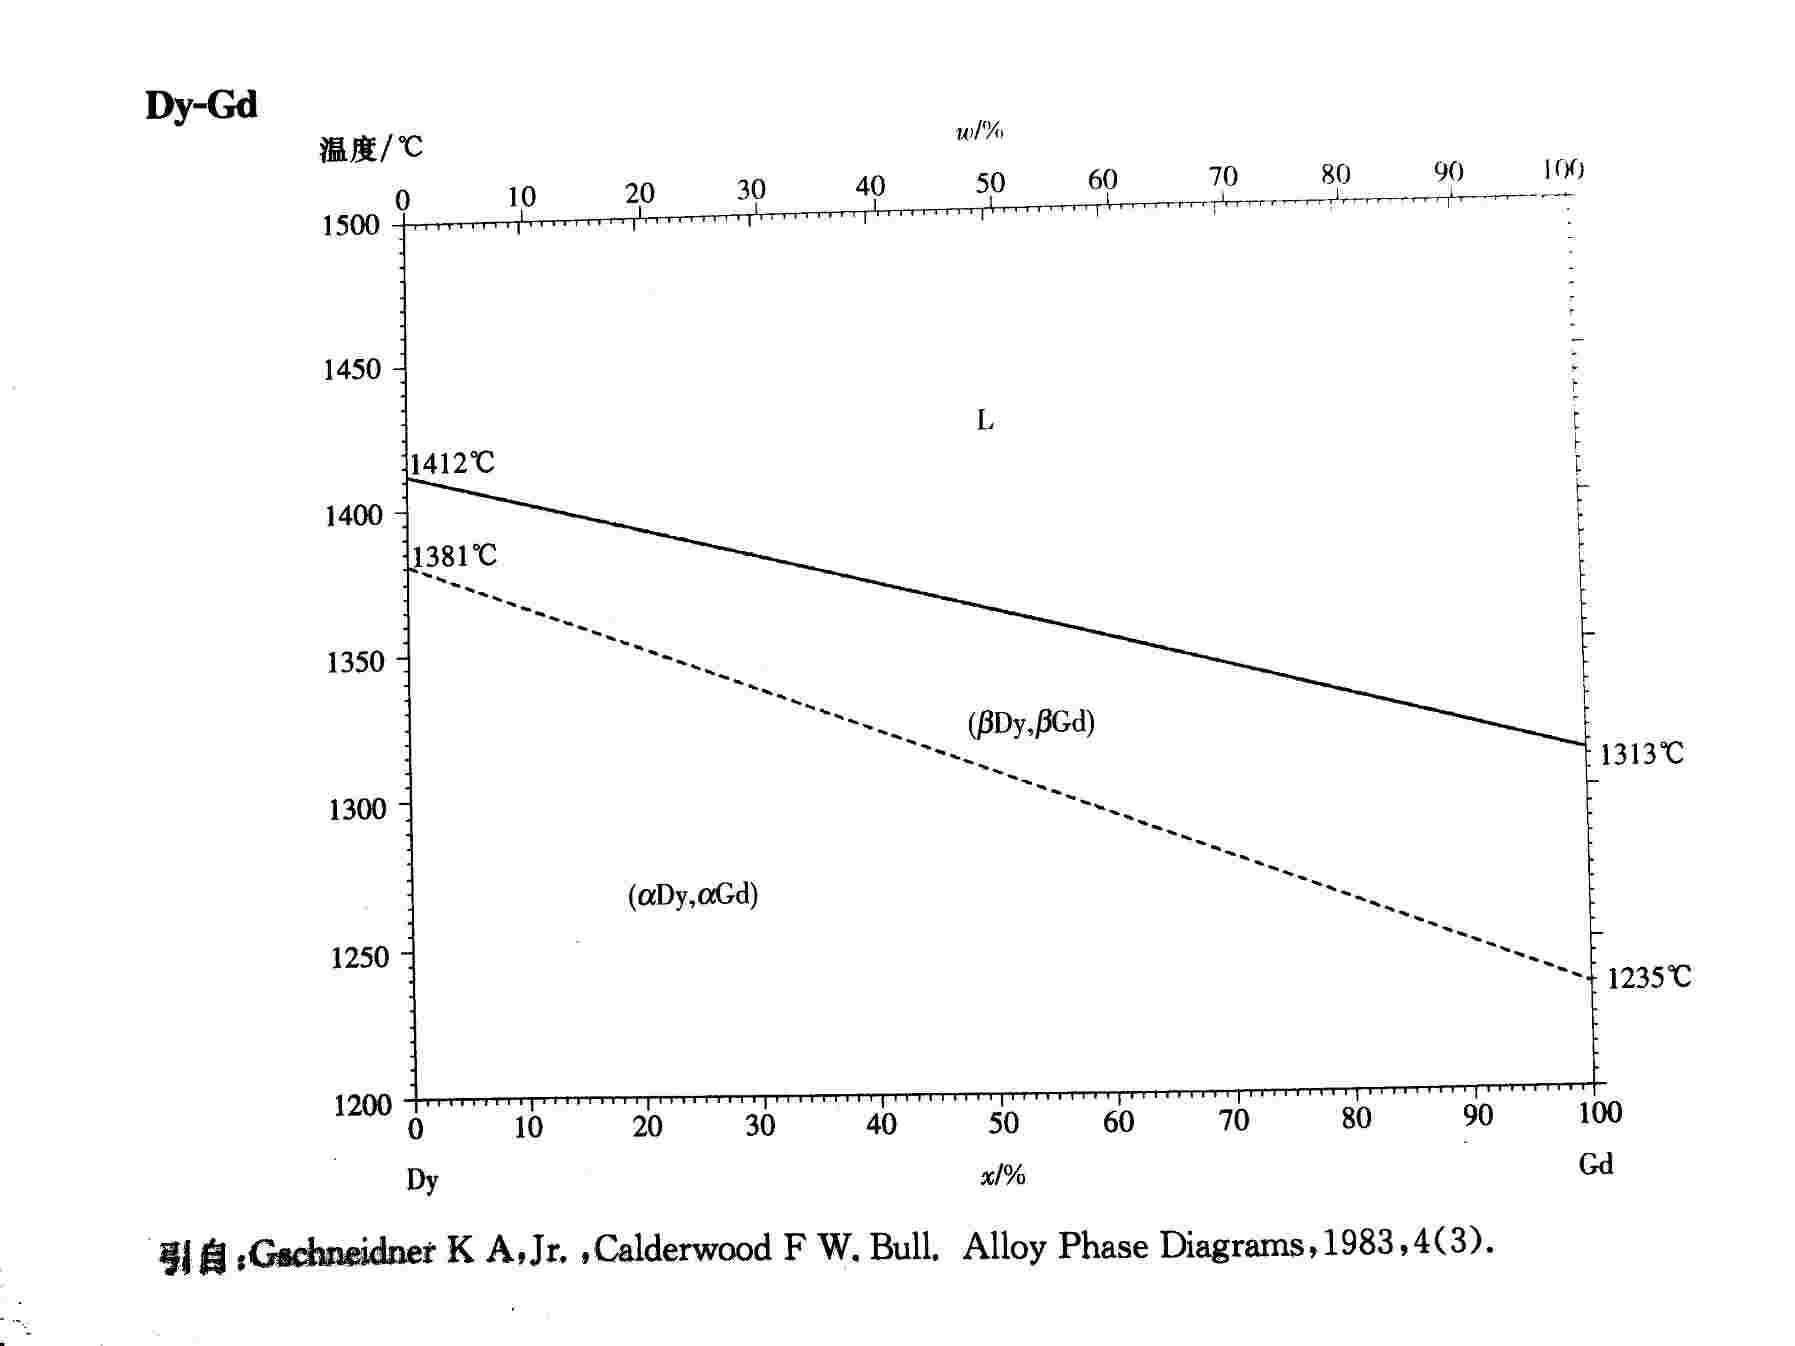 Dy-Gd
温度/℃
w/%
0 10 20 30 40 50 60 70 80 90 100
1500
1450
L
1412℃
1400
1381℃
1350
(βDy,βGd)
1313℃
1300
(αDy,αGd)
1250
1235℃
1200
0 10 20 30 40 50 60 70 80 90 100
Dy x/% Gd
引自:Gschneidner K A,Jr.,Calderwood F W. Bull. Alloy Phase Diagrams,1983,4(3).